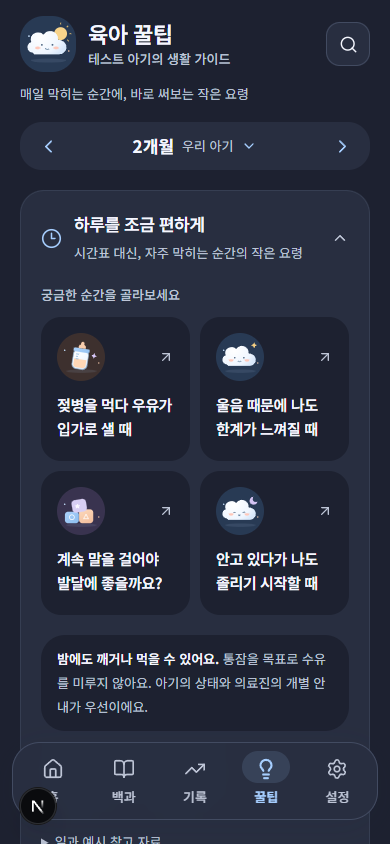 육아 꿀팁
테스트 아기의 생활 가이드
매일 막히는 순간에, 바로 써보는 작은 요령
2개월 우리 아기
하루를 조금 편하게
시간표 대신, 자주 막히는 순간의 작은 요령
궁금한 순간을 골라보세요
젖병을 먹다 우유가
입가로 샐 때
울음 때문에 나도
한계가 느껴질 때
계속 말을 걸어야
발달에 좋을까요?
안고 있다가 나도
졸리기 시작할 때
밤에도 깨거나 먹을 수 있어요. 통잠을 목표로 수유
를 미루지 않아요. 아기의 상태와 의료진의 개별 안
내가 우선이에요.
백과
기록
꿀팁
설정
N